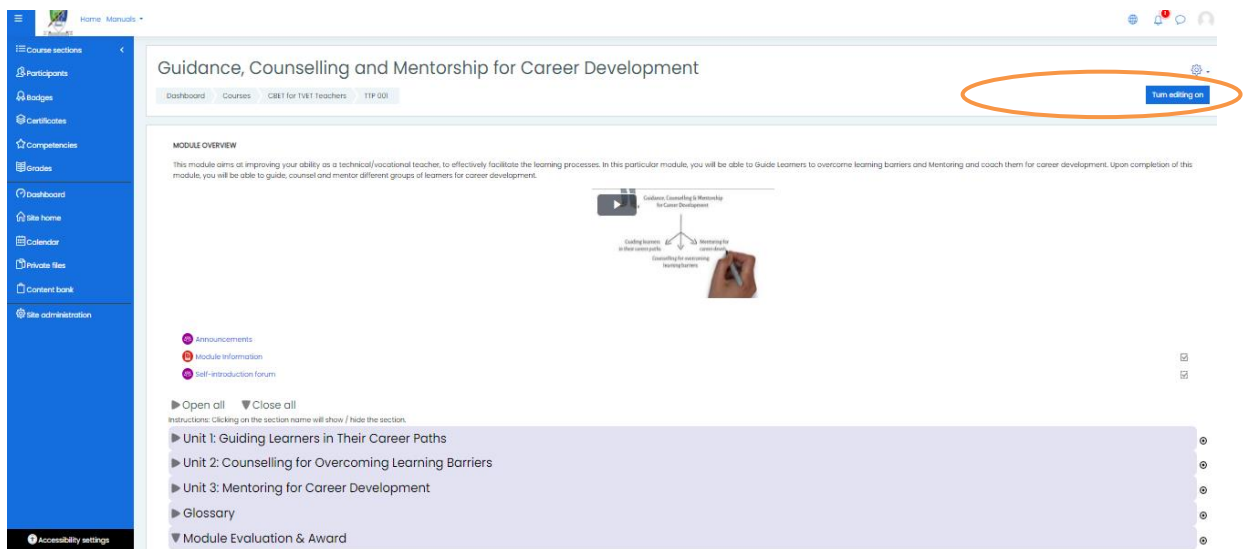 Home Manuals
Course sections
Participants
Badges
Certificates
Competencies
Grades
Dashboard
Site home
Calendar
Private files
Content bank
Site administration
Accessibility settings
Guidance, Counselling and Mentorship for Career Development
Dashboard Courses CBET for TVET Teachers TTP 001
Turn editing on
MODULE OVERVIEW
This module aims at improving your ability as a technical/vocational teacher, to effectively facilitate the learning processes. In this particular module, you will be able to Guide Learners to overcome learning barriers and Mentoring and coach them for career development. Upon completion of this
module, you will be able to guide, counsel and mentor different groups of learners for career development.
Guidance, Counselling & Mentorship
for Career Development
Guiding learners
in their career paths
Mentoring for
career devel
Counselling for overcoming
learning barriers
Announcements
Module Information
Self-introduction forum
Open all Close all
Instructions: Clicking on the section name will show / hide the section.
Unit 1: Guiding Learners in Their Career Paths
Unit 2: Counselling for Overcoming Learning Barriers
Unit 3: Mentoring for Career Development
Glossary
Module Evaluation & Award